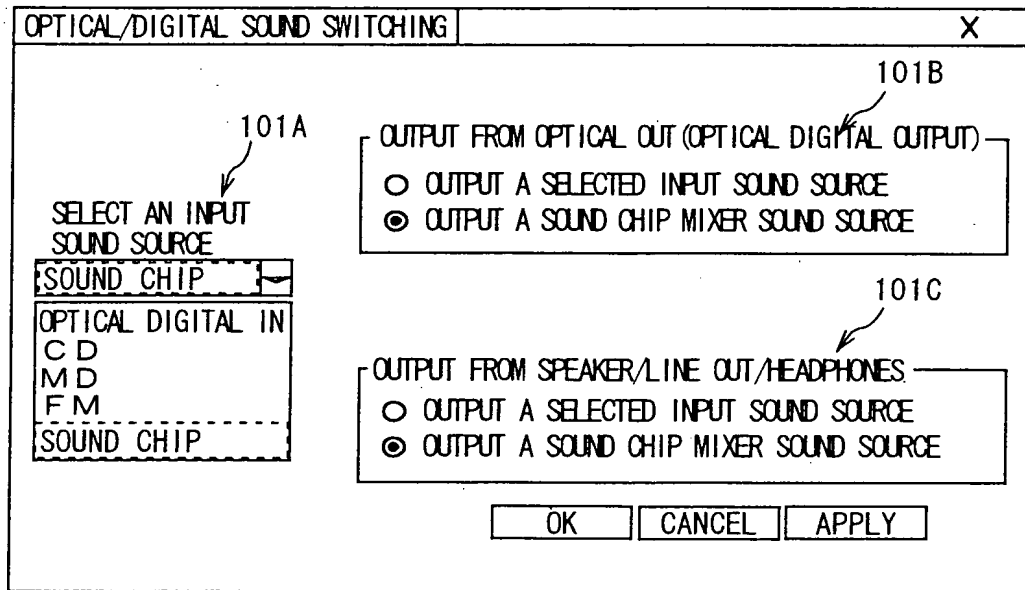 OPTICAL/DIGITAL SOUND SWITCHING X
101A
SELECT AN INPUT
SOUND SOURCE
SOUND CHIP
OPTICAL DIGITAL IN
CD
MD
FM
SOUND CHIP
101B
OUTPUT FROM OPTICAL OUT (OPTICAL DIGITAL OUTPUT)
OUTPUT A SELECTED INPUT SOUND SOURCE
OUTPUT A SOUND CHIP MIXER SOUND SOURCE
101C
OUTPUT FROM SPEAKER/LINE OUT/HEADPHONES
OUTPUT A SELECTED INPUT SOUND SOURCE
OUTPUT A SOUND CHIP MIXER SOUND SOURCE
OK CANCEL APPLY